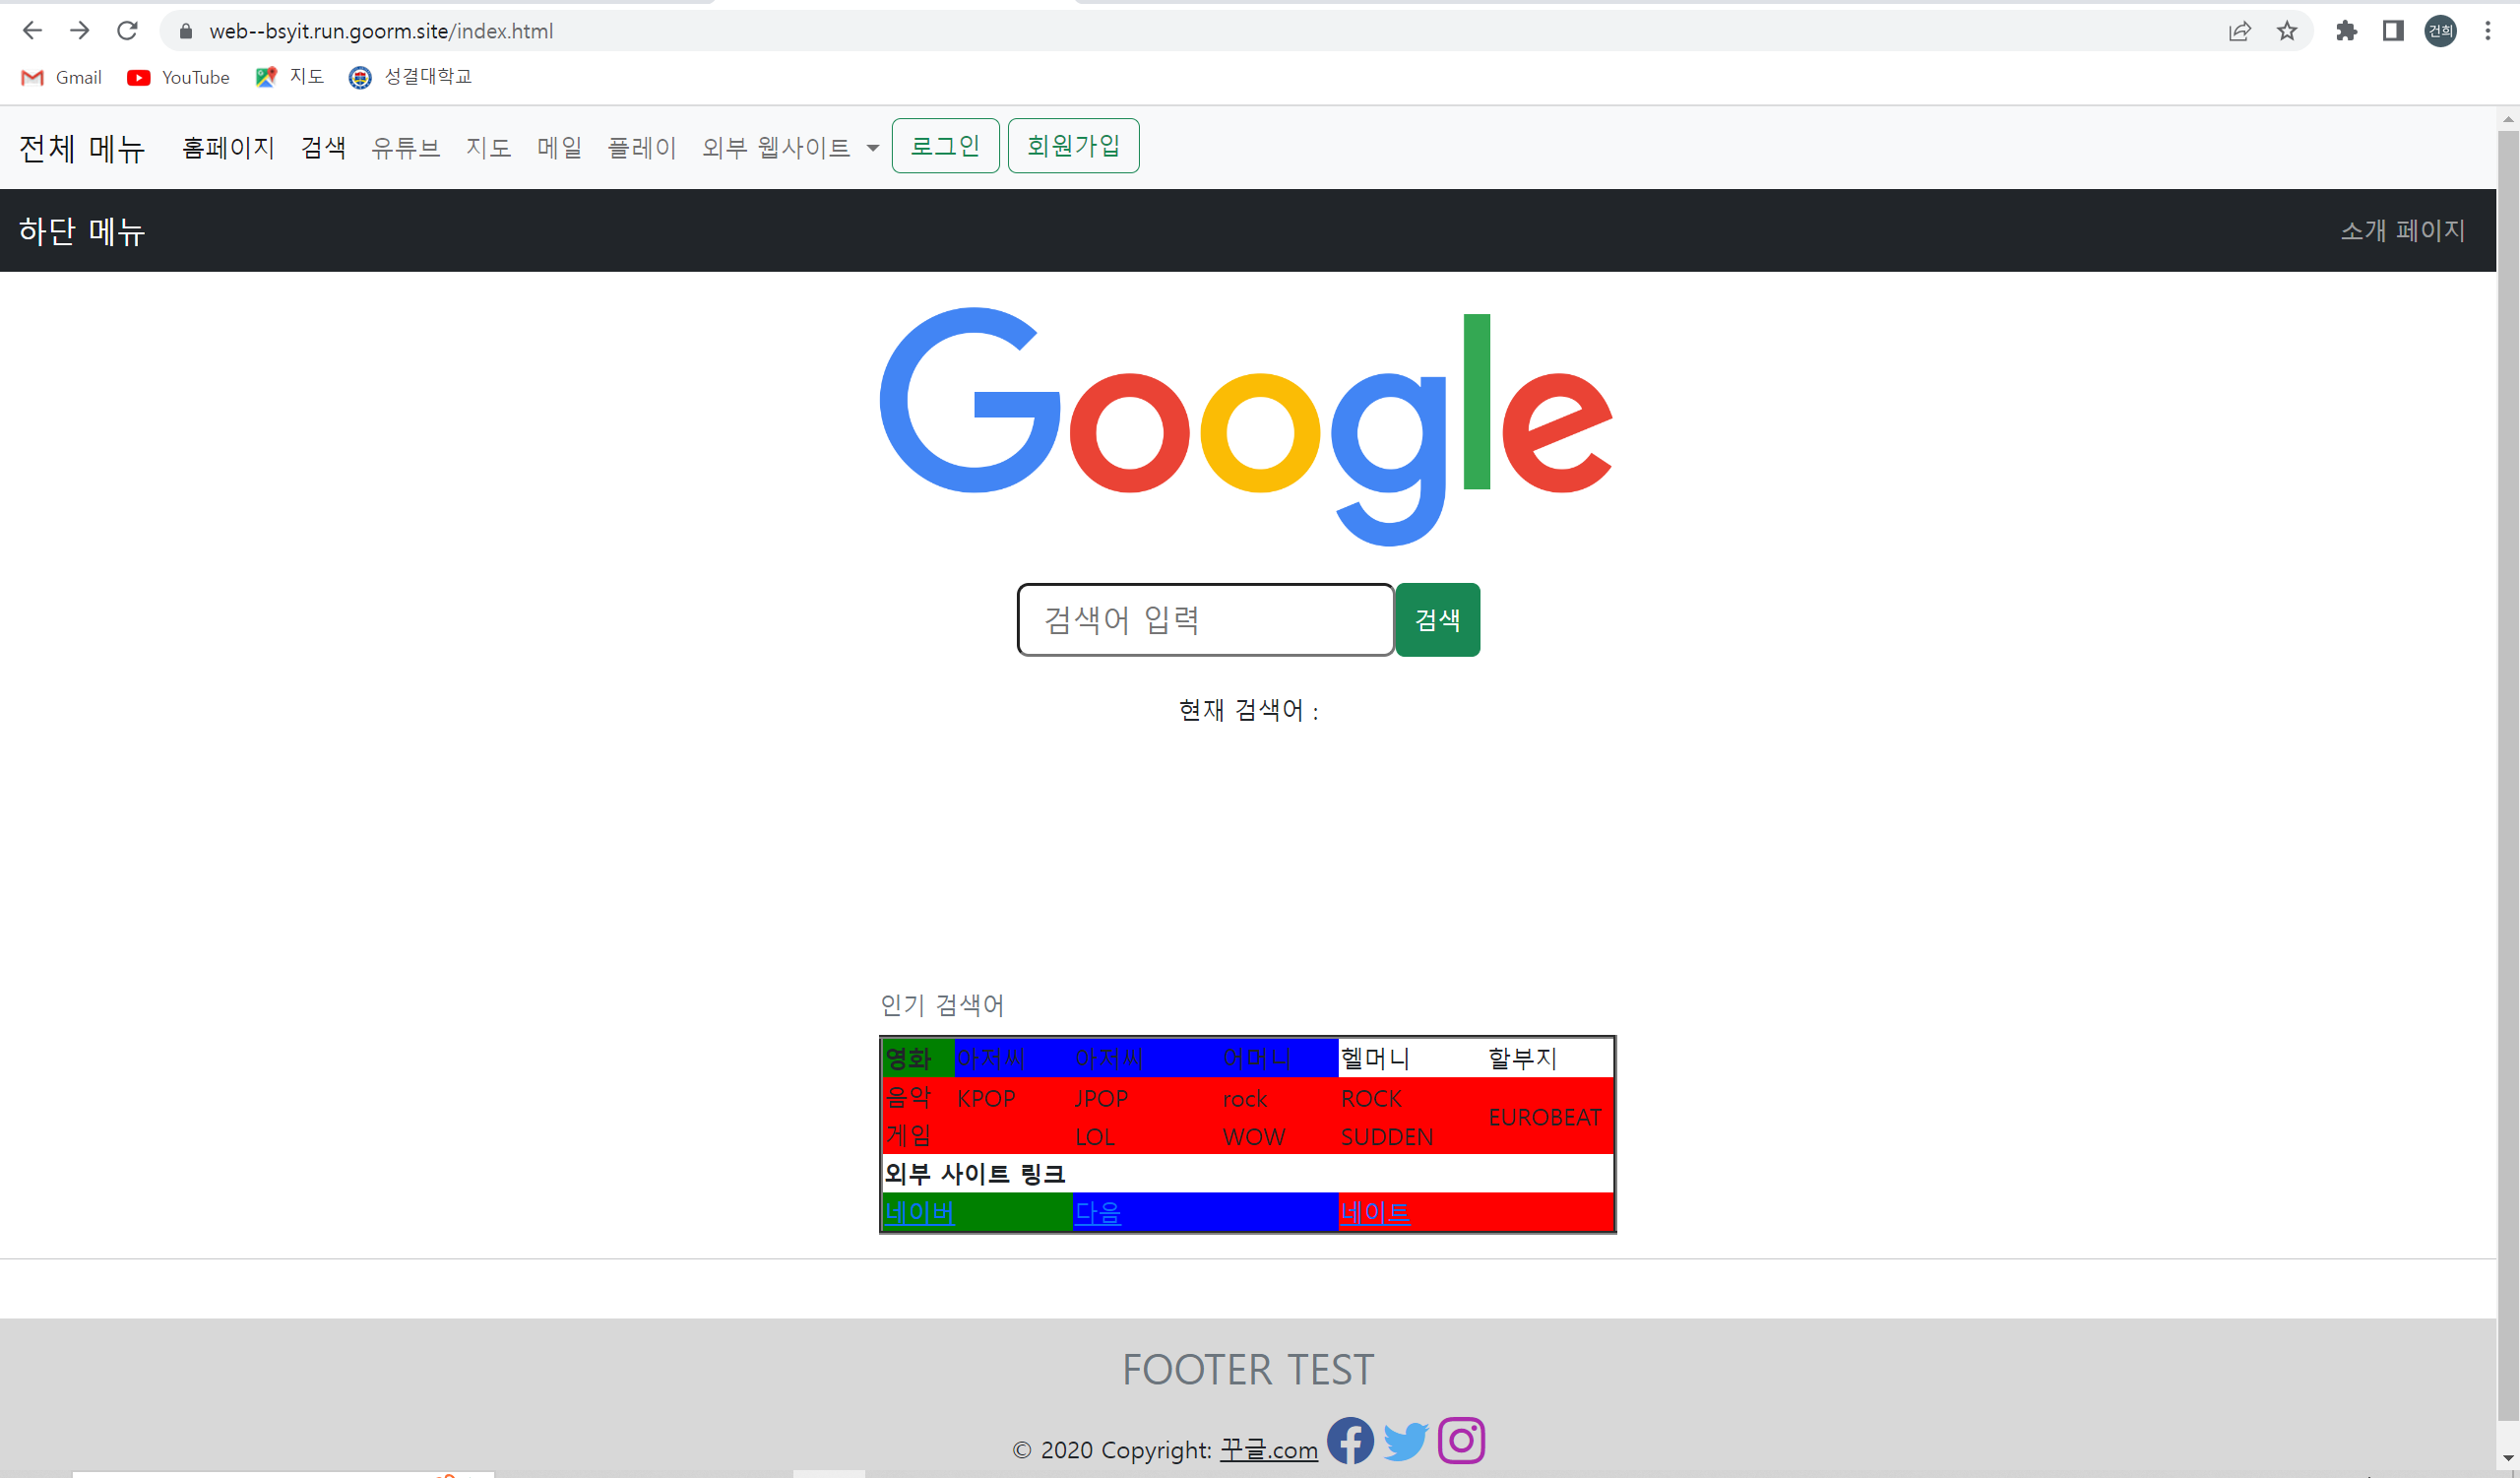 web--bsyit.run.goorm.site/index.html
건희
Gmail YouTube 지도 성결대학교
전체 메뉴 홈페이지 검색 유튜브 지도 메일 플레이 외부 웹사이트 로그인 회원가입
하단 메뉴 소개 페이지
Google
검색어 입력 검색
현재 검색어 :
인기 검색어
영화 아저씨 아저씨 어머니 헬머니 할부지
음악 KPOP JPOP rock ROCK EUROBEAT
게임 LOL WOW SUDDEN
외부 사이트 링크
네이버 다음 네이트
FOOTER TEST
© 2020 Copyright: 꾸글.com